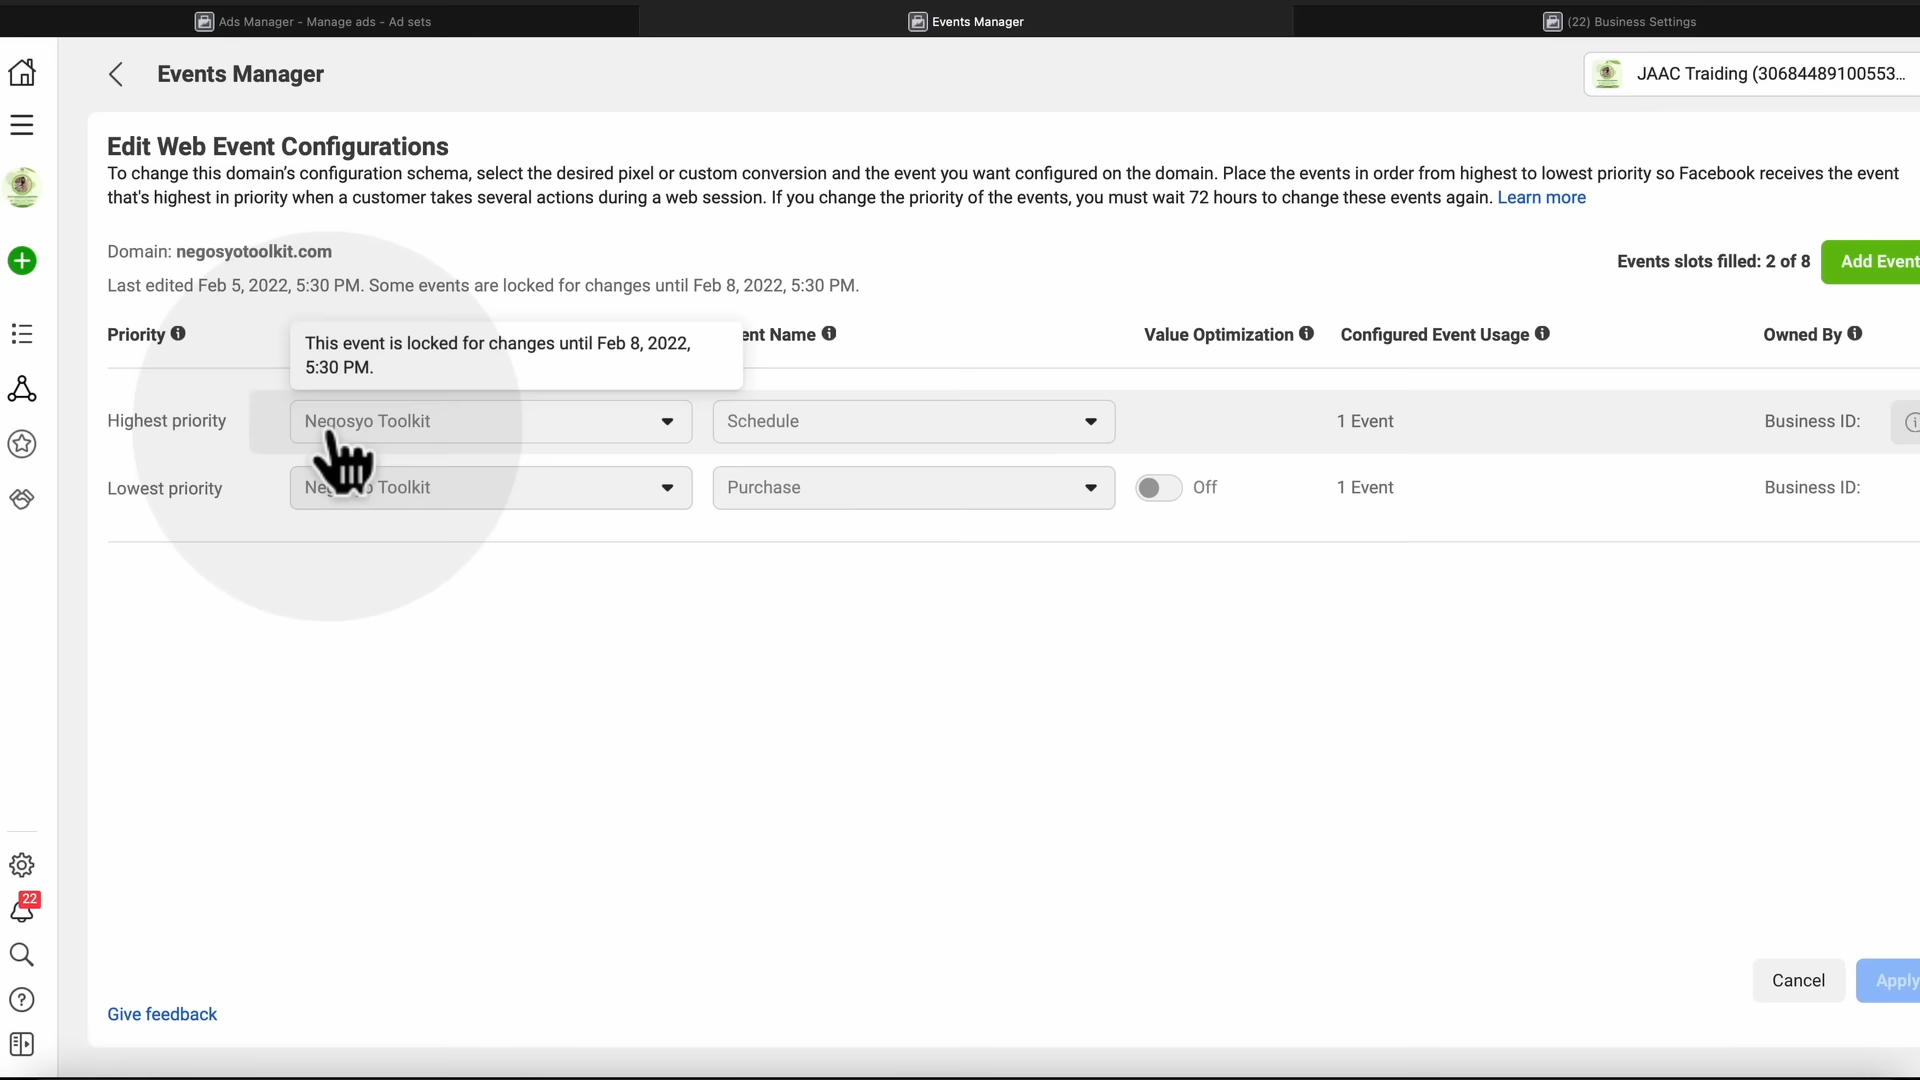 Ads Manager - Manage ads - Ad sets
Events Manager
(22) Business Settings
Events Manager
JAAC Traiding (30684489100553...
Edit Web Event Configurations
To change this domain's configuration schema, select the desired pixel or custom conversion and the event you want configured on the domain. Place the events in order from highest to lowest priority so Facebook receives the event
that's highest in priority when a customer takes several actions during a web session. If you change the priority of the events, you must wait 72 hours to change these events again. Learn more
Domain: negosyotoolkit.com
Events slots filled: 2 of 8
Add Event
Last edited Feb 5, 2022, 5:30 PM. Some events are locked for changes until Feb 8, 2022, 5:30 PM.
Priority
ent Name
Value Optimization
Configured Event Usage
Owned By
This event is locked for changes until Feb 8, 2022,
5:30 PM.
Highest priority
Negosyo Toolkit
Schedule
1 Event
Business ID:
Lowest priority
Toolkit
Purchase
Off
1 Event
Business ID:
22
Cancel
Apply
Give feedback